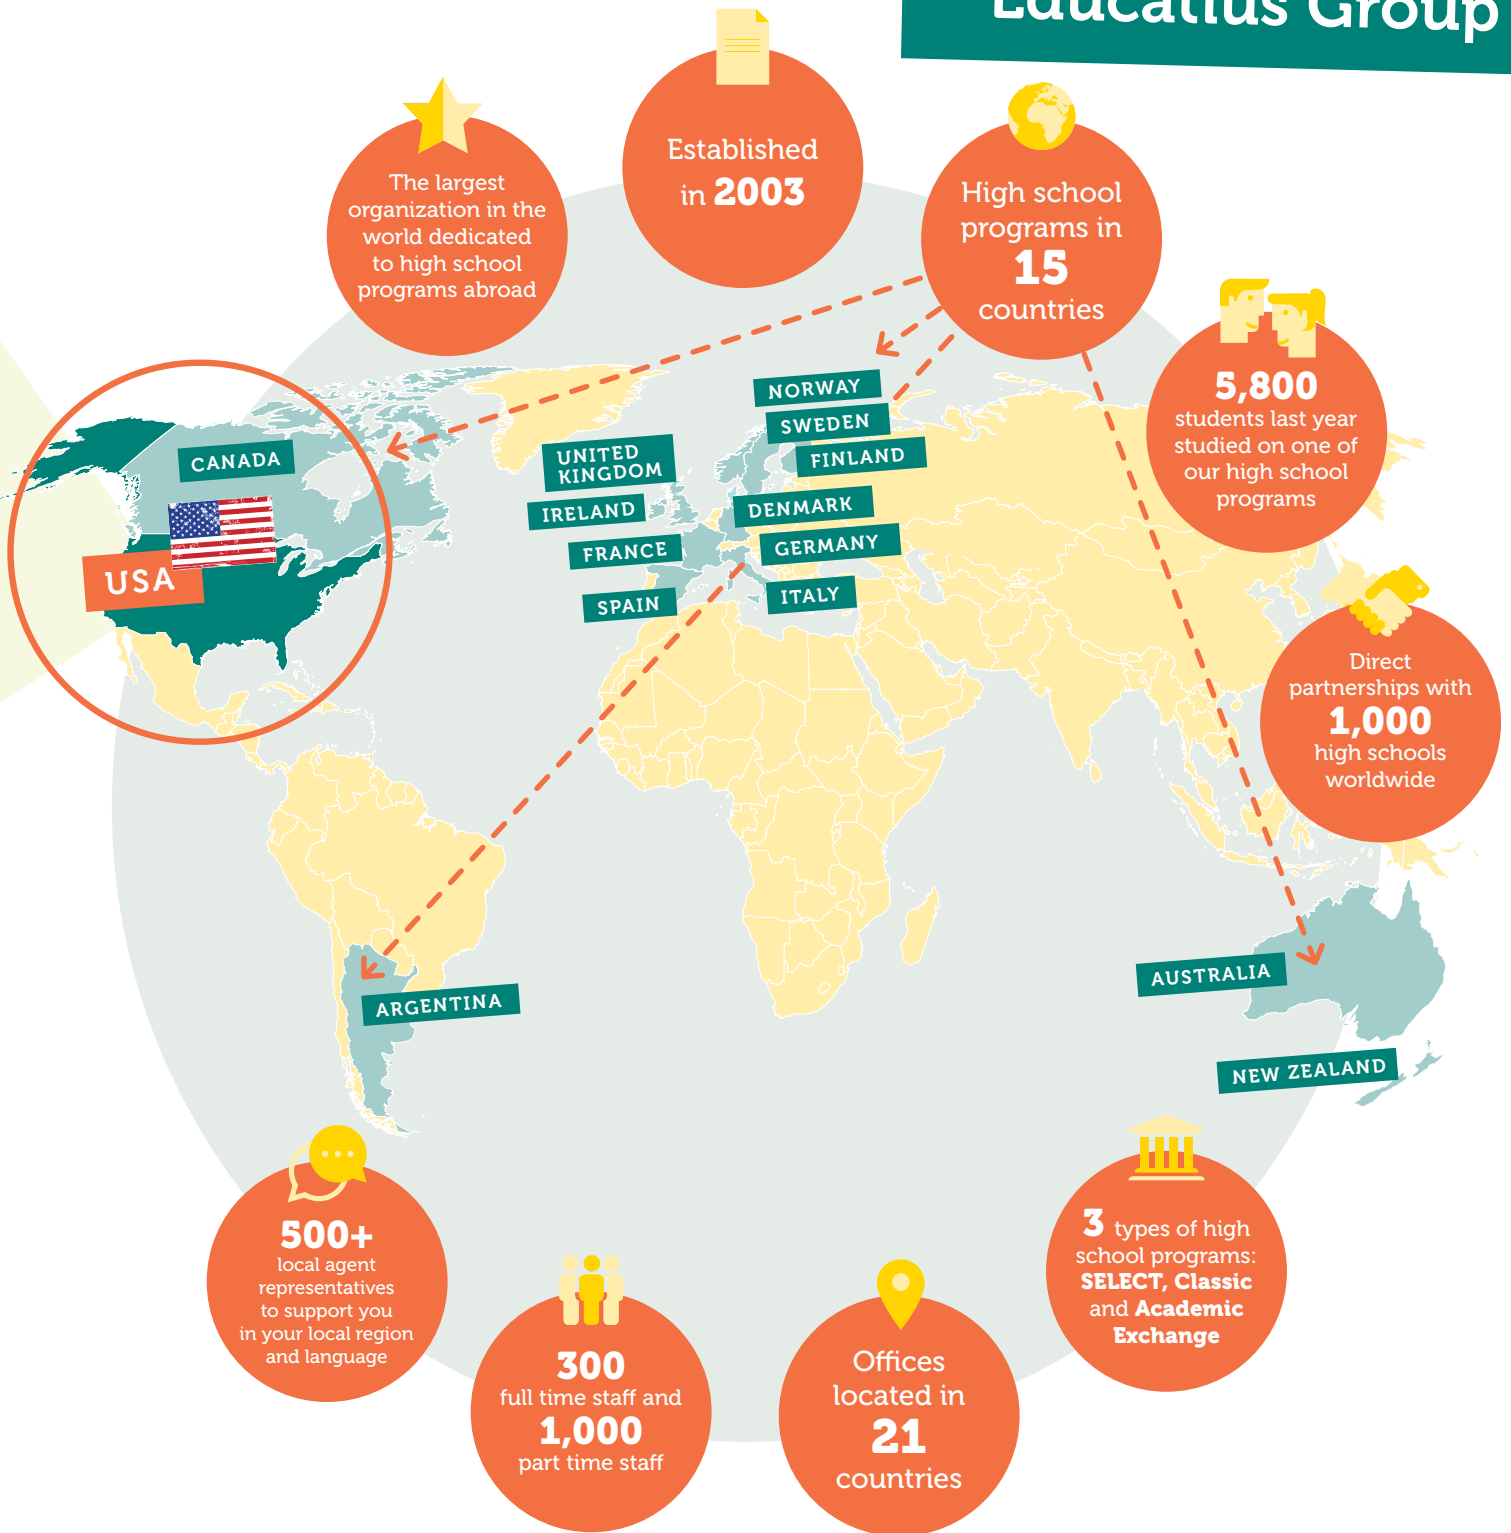 Educatius Group
Established
in 2003
The largest
organization in the
world dedicated
to high school
programs abroad
High school
programs in
15
countries
5,800
students last year
studied on one of
our high school
programs
NORWAY
SWEDEN
FINLAND
UNITED
KINGDOM
CANADA
IRELAND
DENMARK
FRANCE
GERMANY
USA
SPAIN
ITALY
Direct
partnerships with
1,000
high schools
worldwide
ARGENTINA
AUSTRALIA
NEW ZEALAND
500+
local agent
representatives
to support you
in your local region
and language
300
full time staff and
1,000
part time staff
Offices
located in
21
countries
3 types of high
school programs:
SELECT, Classic
and Academic
Exchange